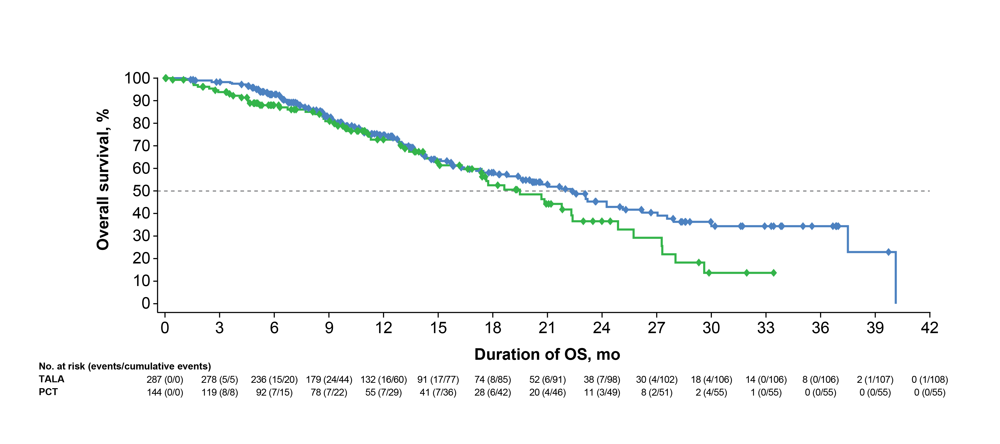 Overall survival, %
100
90
80
70
60
50
40
30
20
10
0
0 3 6 9 12 15 18 21 24 27 30 33 36 39 42
Duration of OS, mo
No. at risk (events/cumulative events)
TALA 287 (0/0) 278 (5/5) 236 (15/20) 179 (24/44) 132 (16/60) 91 (17/77) 74 (8/85) 52 (6/91) 38 (7/98) 30 (4/102) 18 (4/106) 14 (0/106) 8 (0/106) 2 (1/107) 0 (1/108)
PCT 144 (0/0) 119 (8/8) 92 (7/15) 78 (7/22) 55 (7/29) 41 (7/36) 28 (6/42) 20 (4/46) 11 (3/49) 8 (2/51) 2 (4/55) 1 (0/55) 0 (0/55) 0 (0/55) 0 (0/55)